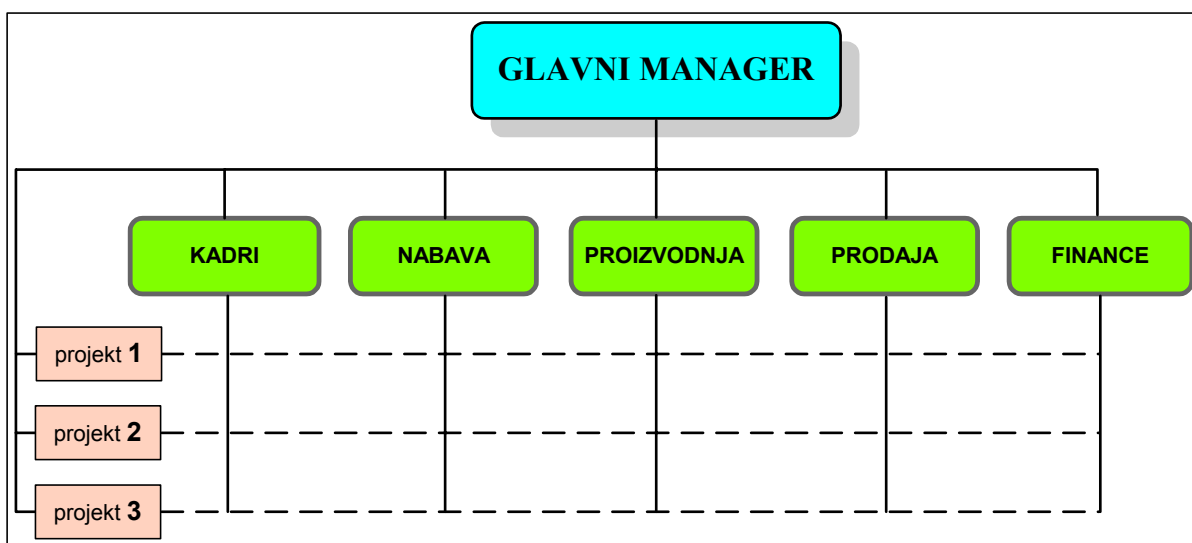 GLAVNI MANAGER
KADRI
NABAVA
PROIZVODNJA
PRODAJA
FINANCE
projekt 1
projekt 2
projekt 3